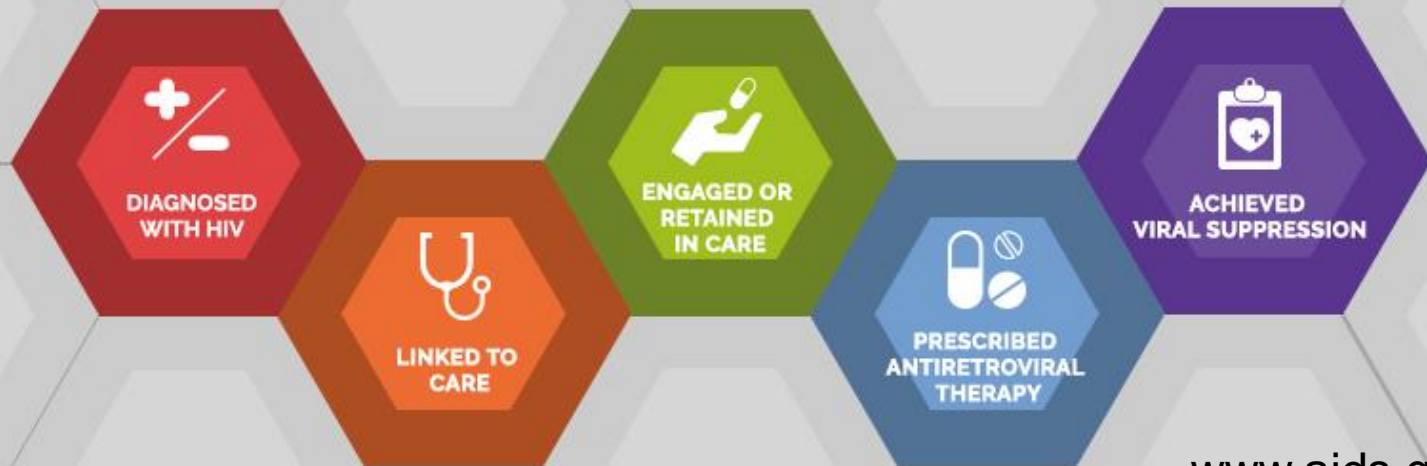 DIAGNOSED
WITH HIV
LINKED TO
CARE
ENGAGED OR
RETAINED
IN CARE
PRESCRIBED
ANTIRETROVIRAL
THERAPY
ACHIEVED
VIRAL SUPPRESSION